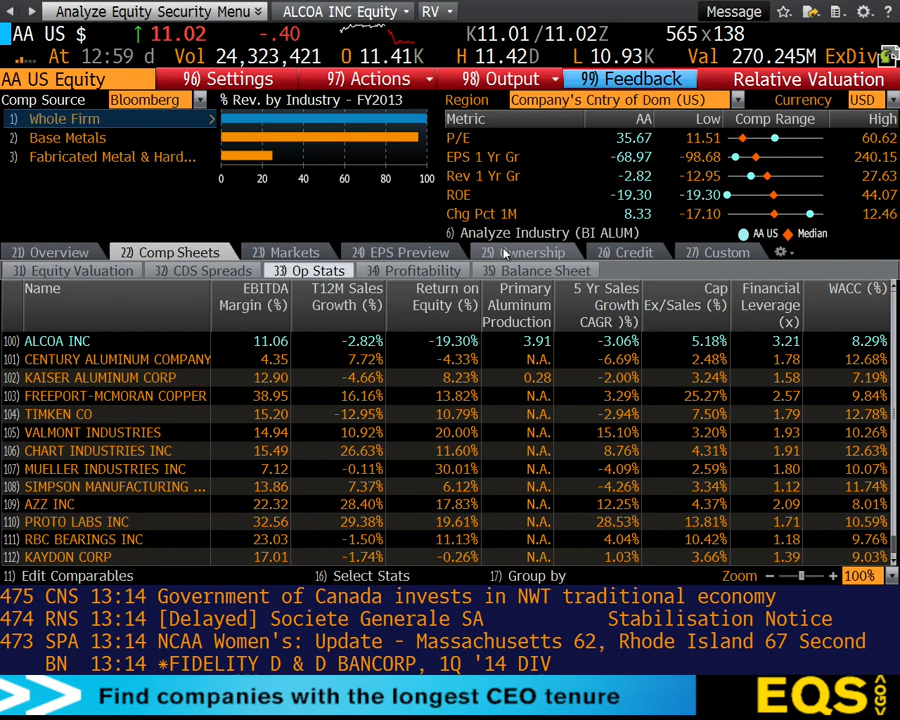 Analyze Equity Security Menu ALCOA INC Equity RV Message
AA US $ 11.02 -.40 K11.01 /11.02Z 565 x138
At 12:59 d Vol 24,323,421 O 11.41K H 11.42D L 10.93K Val 270.245M ExDiv
AA US Equity 96) Settings 97) Actions 98) Output 99) Feedback Relative Valuation
Comp Source Bloomberg % Rev. by Industry - FY2013 Region Company's Cntry of Dom (US) Currency USD
1) Whole Firm Metric AA Low Comp Range High
2) Base Metals P/E 35.67 11.51 60.62
3) Fabricated Metal & Hard... EPS 1 Yr Gr -68.97 -98.68 240.15
Rev 1 Yr Gr -2.82 -12.95 27.63
0 20 40 60 80 100 ROE -19.30 -19.30 44.07
Chg Pct 1M 8.33 -17.10 12.46
6) Analyze Industry (BI ALUM) AA US Median
21) Overview 22) Comp Sheets 23) Markets 24) EPS Preview 25) Ownership 26) Credit 27) Custom
31) Equity Valuation 32) CDS Spreads 33) Op Stats 34) Profitability 35) Balance Sheet
Name EBITDA T12M Sales Return on Primary 5 Yr Sales Cap Financial WACC (%)
Margin (%) Growth (%) Equity (%) Aluminum Growth Ex/Sales (%) Leverage
Production CAGR )%) (x)
100) ALCOA INC 11.06 -2.82% -19.30% 3.91 -3.06% 5.18% 3.21 8.29%
101) CENTURY ALUMINUM COMPANY 4.35 7.72% -4.33% N.A. -6.69% 2.48% 1.78 12.68%
102) KAISER ALUMINUM CORP 12.90 -4.66% 8.23% 0.28 -2.00% 3.24% 1.58 7.19%
103) FREEPORT-MCMORAN COPPER 38.95 16.16% 13.82% N.A. 3.29% 25.27% 2.57 9.84%
104) TIMKEN CO 15.20 -12.95% 10.79% N.A. -2.94% 7.50% 1.79 12.78%
105) VALMONT INDUSTRIES 14.94 10.92% 20.00% N.A. 15.10% 3.20% 1.93 10.26%
106) CHART INDUSTRIES INC 15.49 26.63% 11.60% N.A. 8.76% 4.31% 1.91 12.63%
107) MUELLER INDUSTRIES INC 7.12 -0.11% 30.01% N.A. -4.09% 2.59% 1.80 10.07%
108) SIMPSON MANUFACTURING ... 13.86 7.37% 6.12% N.A. -4.26% 3.34% 1.12 11.74%
109) AZZ INC 22.32 28.40% 17.83% N.A. 12.25% 4.37% 2.09 8.01%
110) PROTO LABS INC 32.56 29.38% 19.61% N.A. 28.53% 13.81% 1.71 10.59%
111) RBC BEARINGS INC 23.03 -1.50% 11.13% N.A. 4.04% 10.42% 1.18 9.76%
112) KAYDON CORP 17.01 -1.74% -0.26% N.A. 1.03% 3.66% 1.39 9.03%
11) Edit Comparables 16) Select Stats 17) Group by Zoom 100%
475 CNS 13:14 Government of Canada invests in NWT traditional economy
474 RNS 13:14 [Delayed] Societe Generale SA Stabilisation Notice
473 SPA 13:14 NCAA Women's: Update - Massachusetts 62, Rhode Island 67 Second
BN 13:14 *FIDELITY D & D BANCORP, 1Q '14 DIV
Find companies with the longest CEO tenure EQS <GO>